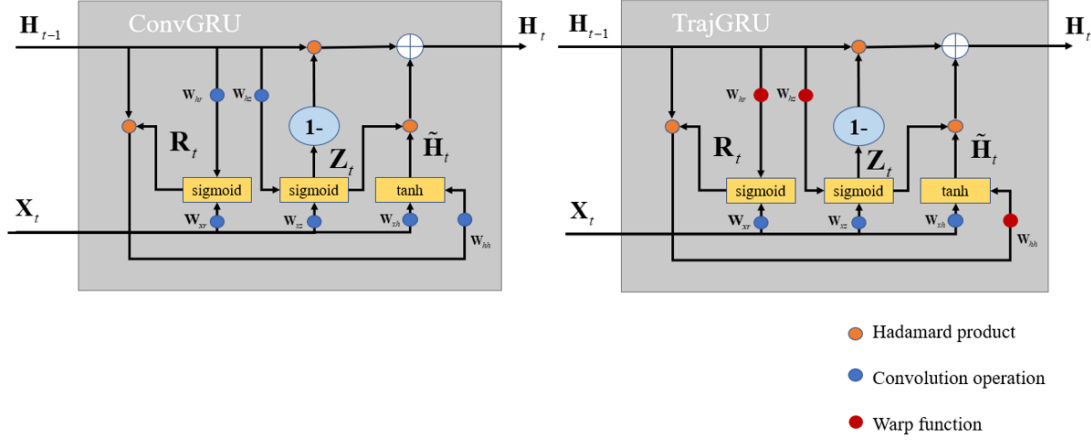 ConvGRU
H_{t-1}
H_t
W_{hr}
W_{hz}
1-
R_t
Z_t
H̃_t
sigmoid
sigmoid
tanh
X_t
W_{xr}
W_{xz}
W_{xh}
W_{hh}
TrajGRU
H_{t-1}
H_t
W_{hr}
W_{hz}
1-
R_t
Z_t
H̃_t
sigmoid
sigmoid
tanh
X_t
W_{xr}
W_{xz}
W_{xh}
W_{hh}
Hadamard product
Convolution operation
Warp function